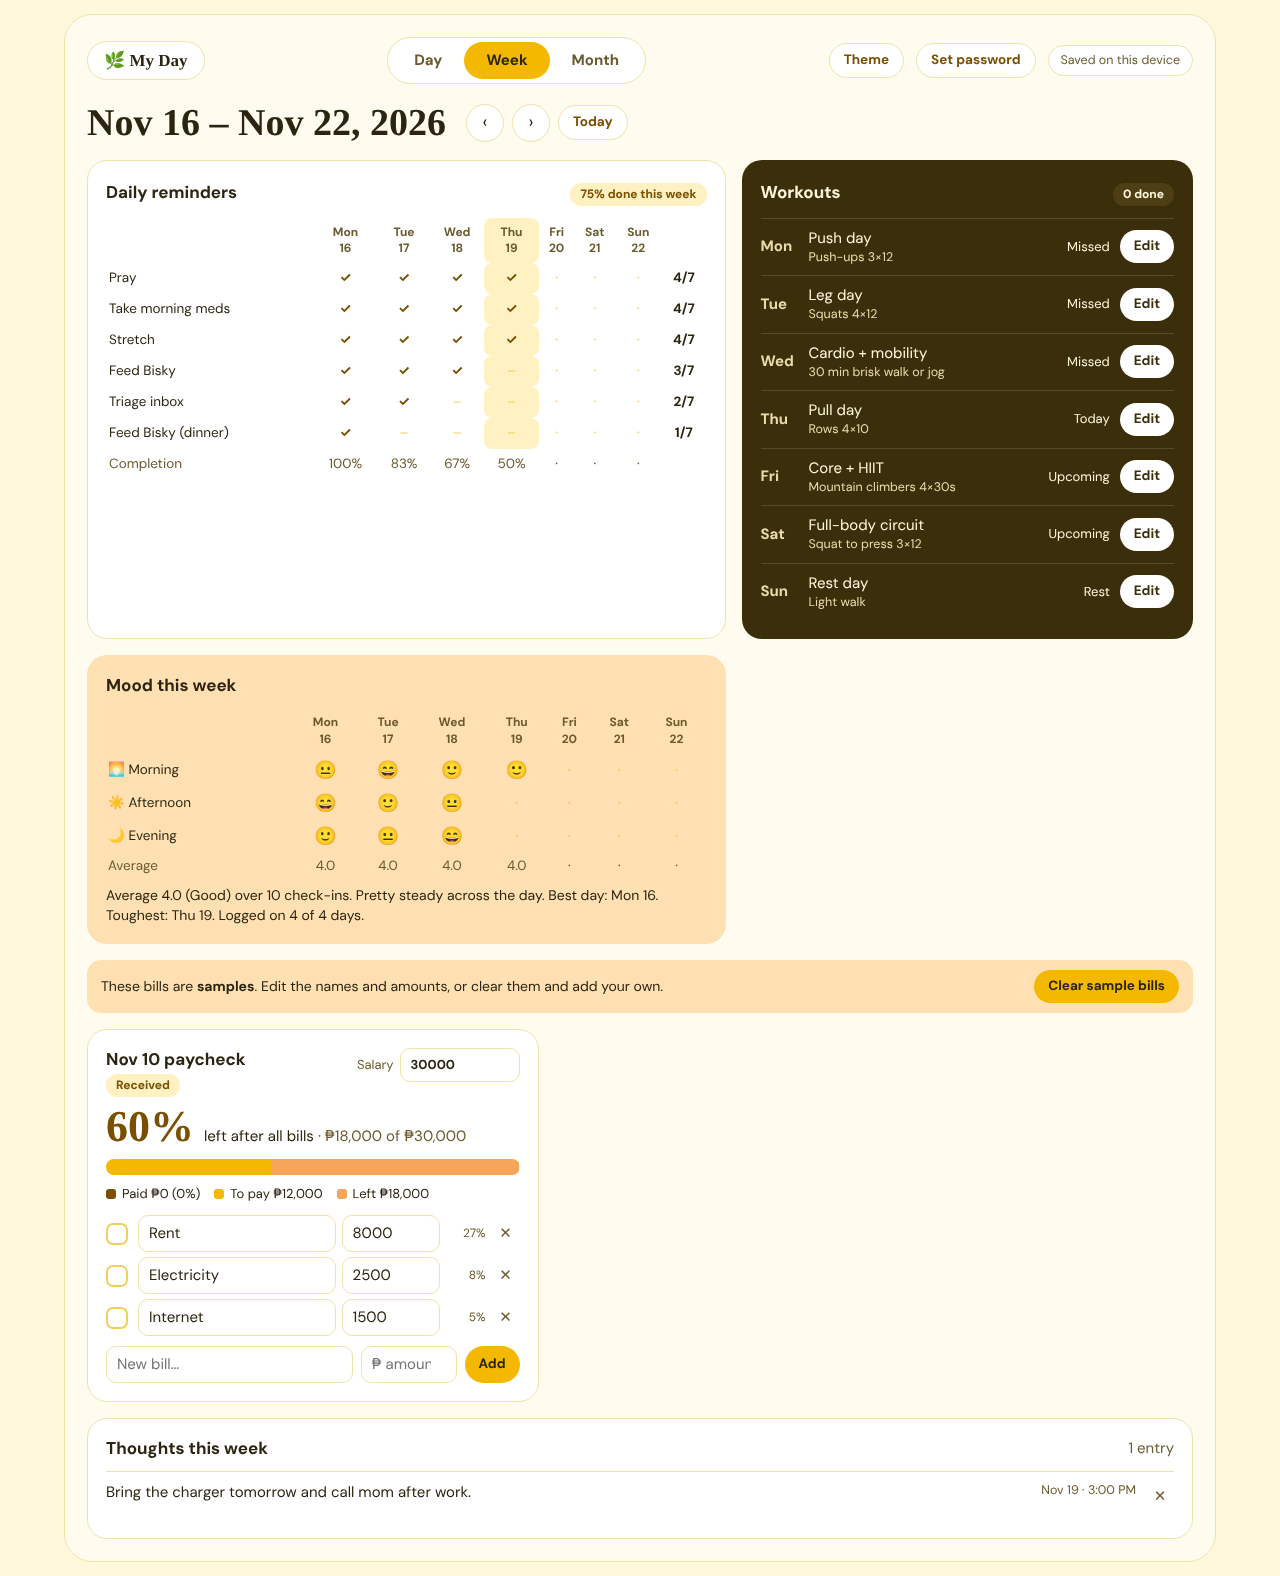 🌿 My Day
Day Week Month
Theme Set password Saved on this device
Nov 16 – Nov 22, 2026 ‹ › Today
Daily reminders 75% done this week
Mon Tue Wed Thu Fri Sat Sun
16 17 18 19 20 21 22
Pray ✓ ✓ ✓ ✓ · · · 4/7
Take morning meds ✓ ✓ ✓ ✓ · · · 4/7
Stretch ✓ ✓ ✓ ✓ · · · 4/7
Feed Bisky ✓ ✓ ✓ – · · · 3/7
Triage inbox ✓ ✓ – – · · · 2/7
Feed Bisky (dinner) ✓ – – – · · · 1/7
Completion 100% 83% 67% 50% · · ·
Workouts 0 done
Mon Push day Missed Edit
Push-ups 3×12
Tue Leg day Missed Edit
Squats 4×12
Wed Cardio + mobility Missed Edit
30 min brisk walk or jog
Thu Pull day Today Edit
Rows 4×10
Fri Core + HIIT Upcoming Edit
Mountain climbers 4×30s
Sat Full-body circuit Upcoming Edit
Squat to press 3×12
Sun Rest day Rest Edit
Light walk
Mood this week
Mon Tue Wed Thu Fri Sat Sun
16 17 18 19 20 21 22
🌅 Morning 😐 😄 🙂 🙂 · · ·
☀️ Afternoon 😄 🙂 😐 · · · ·
🌙 Evening 🙂 😐 😄 · · · ·
Average 4.0 4.0 4.0 4.0 · · ·
Average 4.0 (Good) over 10 check-ins. Pretty steady across the day. Best day: Mon 16.
Toughest: Thu 19. Logged on 4 of 4 days.
These bills are samples. Edit the names and amounts, or clear them and add your own. Clear sample bills
Nov 10 paycheck Salary 30000
Received
60% left after all bills · ₱18,000 of ₱30,000
Paid ₱0 (0%) To pay ₱12,000 Left ₱18,000
Rent 8000 27% ✕
Electricity 2500 8% ✕
Internet 1500 5% ✕
New bill... ₱ amour Add
Thoughts this week 1 entry
Bring the charger tomorrow and call mom after work. Nov 19 · 3:00 PM ✕